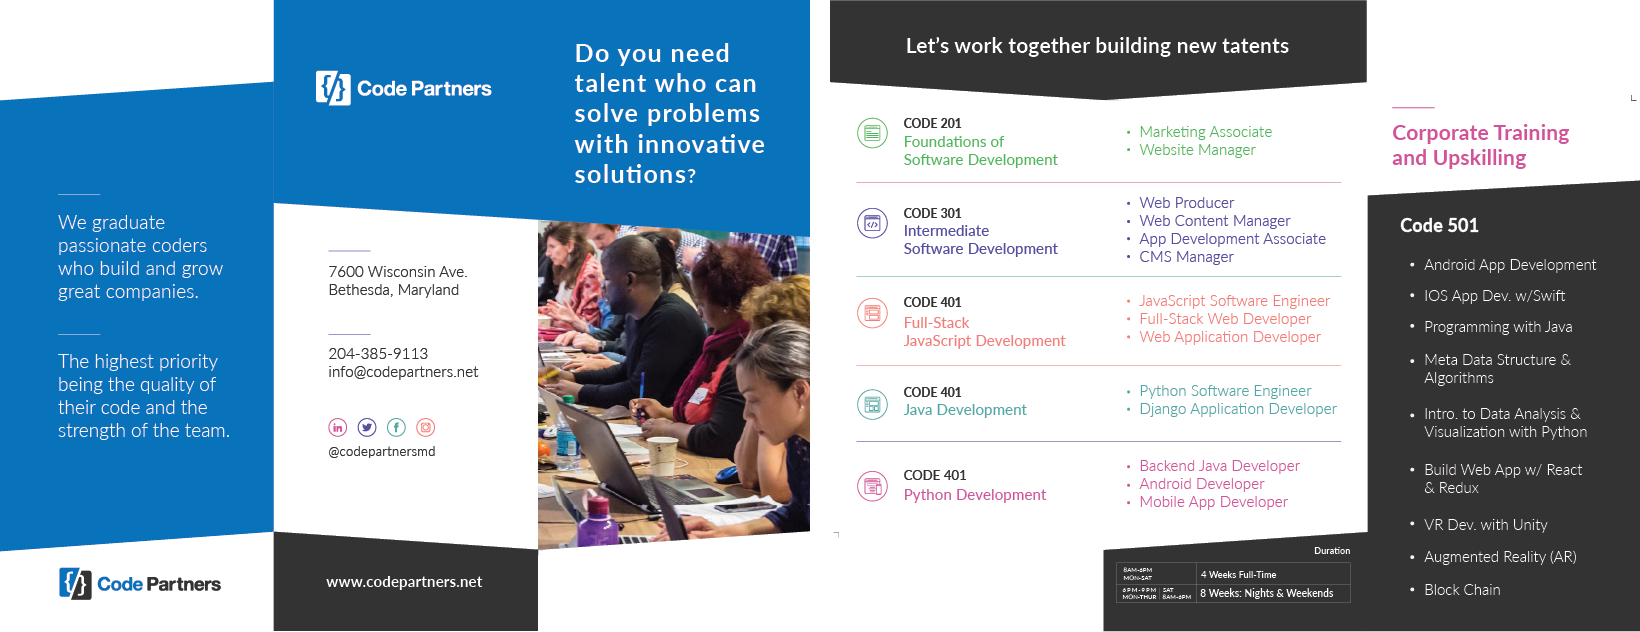 We graduate
passionate coders
who build and grow
great companies.
The highest priority
being the quality of
their code and the
strength of the team.
{/} Code Partners
{/} Code Partners
7600 Wisconsin Ave.
Bethesda, Maryland
204-385-9113
info@codepartners.net
in f
@codepartnersmd
www.codepartners.net
Do you need
talent who can
solve problems
with innovative
solutions?
Let's work together building new tatents
CODE 201
Foundations of
Software Development
• Marketing Associate
• Website Manager
CODE 301
Intermediate
Software Development
• Web Producer
• Web Content Manager
• App Development Associate
• CMS Manager
CODE 401
Full-Stack
JavaScript Development
• JavaScript Software Engineer
• Full-Stack Web Developer
• Web Application Developer
CODE 401
Java Development
• Python Software Engineer
• Django Application Developer
CODE 401
Python Development
• Backend Java Developer
• Android Developer
• Mobile App Developer
Duration
8AM-6PM
MON-SAT
4 Weeks Full-Time
6PM-9PM | SAT
MON-THUR | 8AM-6PM
8 Weeks: Nights & Weekends
Corporate Training
and Upskilling
Code 501
• Android App Development
• IOS App Dev. w/Swift
• Programming with Java
• Meta Data Structure &
Algorithms
• Intro. to Data Analysis &
Visualization with Python
• Build Web App w/ React
& Redux
• VR Dev. with Unity
• Augmented Reality (AR)
• Block Chain